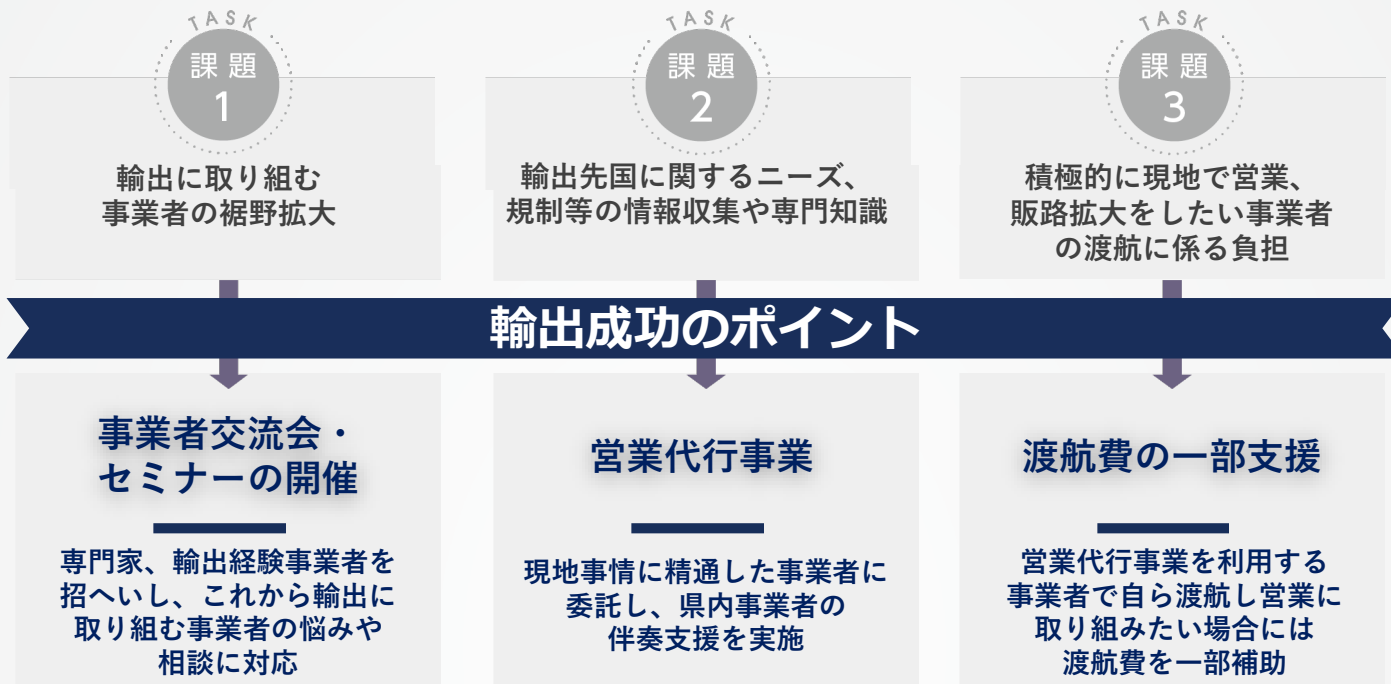 TASK
課題
1
輸出に取り組む
事業者の裾野拡大
TASK
課題
2
輸出先国に関するニーズ、
規制等の情報収集や専門知識
TASK
課題
3
積極的に現地で営業、
販路拡大をしたい事業者
の渡航に係る負担
輸出成功のポイント
事業者交流会・
セミナーの開催
専門家、輸出経験事業者を
招へいし、これから輸出に
取り組む事業者の悩みや
相談に対応
営業代行事業
現地事情に精通した事業者に
委託し、県内事業者の
伴奏支援を実施
渡航費の一部支援
営業代行事業を利用する
事業者で自ら渡航し営業に
取り組みたい場合には
渡航費を一部補助